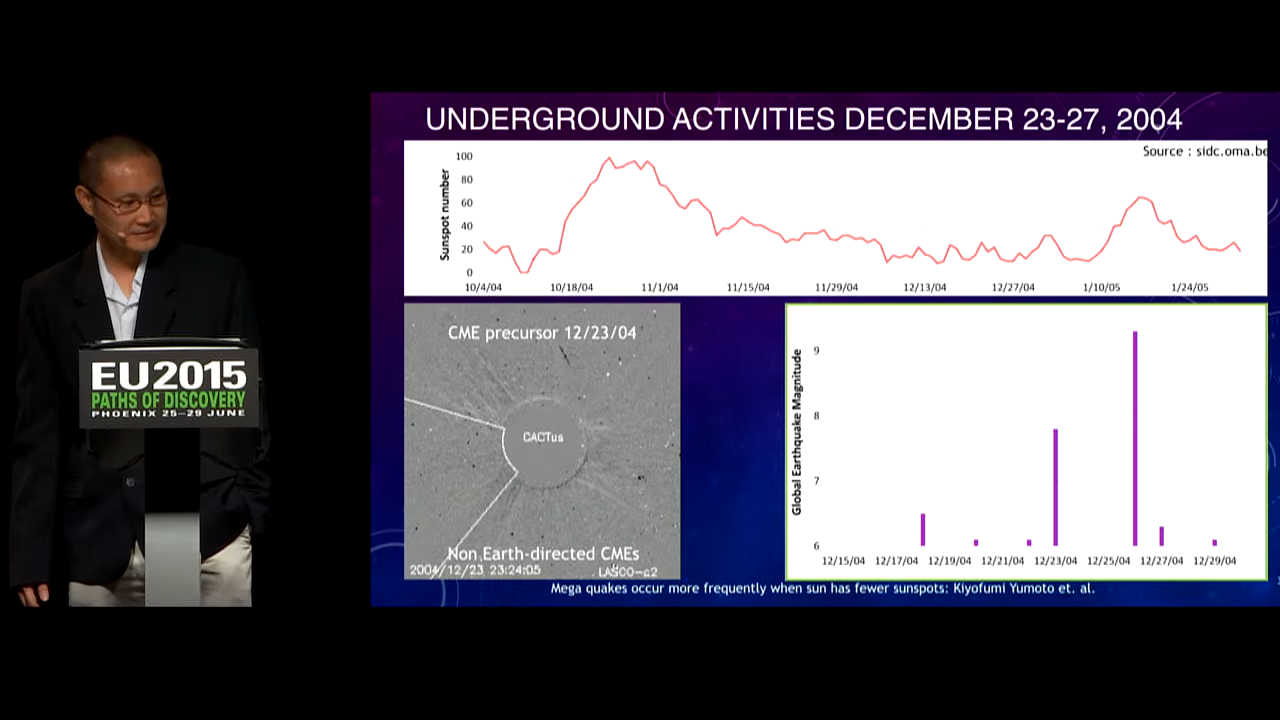 UNDERGROUND ACTIVITIES DECEMBER 23-27, 2004
Source : sidc.oma.be
Sunspot number
100
80
60
40
20
0
10/4/04 10/18/04 11/1/04 11/15/04 11/29/04 12/13/04 12/27/04 1/10/05 1/24/05
CME precursor 12/23/04
CACTus
Non Earth-directed CMEs
2004/12/23 23:24:05 LASCO-c2
Global Earthquake Magnitude
9
8
7
6
12/15/04 12/17/04 12/19/04 12/21/04 12/23/04 12/25/04 12/27/04 12/29/04
Mega quakes occur more frequently when sun has fewer sunspots: Kiyofumi Yumoto et. al.
EU2015
PATHS OF DISCOVERY
PHOENIX 25–29 JUNE